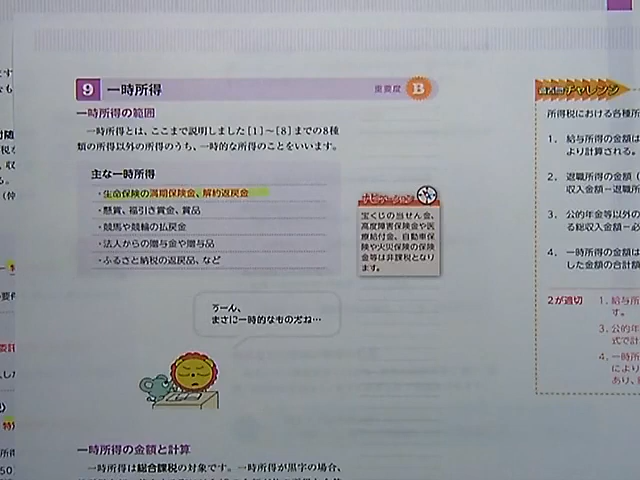 9 一時所得
重要度 B
一時所得の範囲
一時所得とは、ここまで説明しました[1]～[8]までの8種
類の所得以外の所得のうち、一時的な所得のことをいいます。
主な一時所得
・生命保険の満期保険金、解約返戻金
・懸賞、福引き賞金、賞品
・競馬や競輪の払戻金
・法人からの贈与金や贈与品
・ふるさと納税の返戻品、など
ナビゲーション
宝くじの当せん金、
高度障害保険金や医
療給付金、自動車保
険や火災保険の保険
金等は非課税となり
ます。
うーん、
まさに一時的なものだね…
一時所得の金額と計算
一時所得は総合課税の対象です。一時所得が黒字の場合、
過去問チャレンジ
所得税における各種所
1. 給与所得の金額は
より計算される。
2. 退職所得の金額（
収入金額－退職所
3. 公的年金等以外の
る総収入金額－必
4. 一時所得の金額は
した金額の合計額
2が適切
1. 給与所
す。
3. 公的年
式で計
4. 一時所
により
あり、